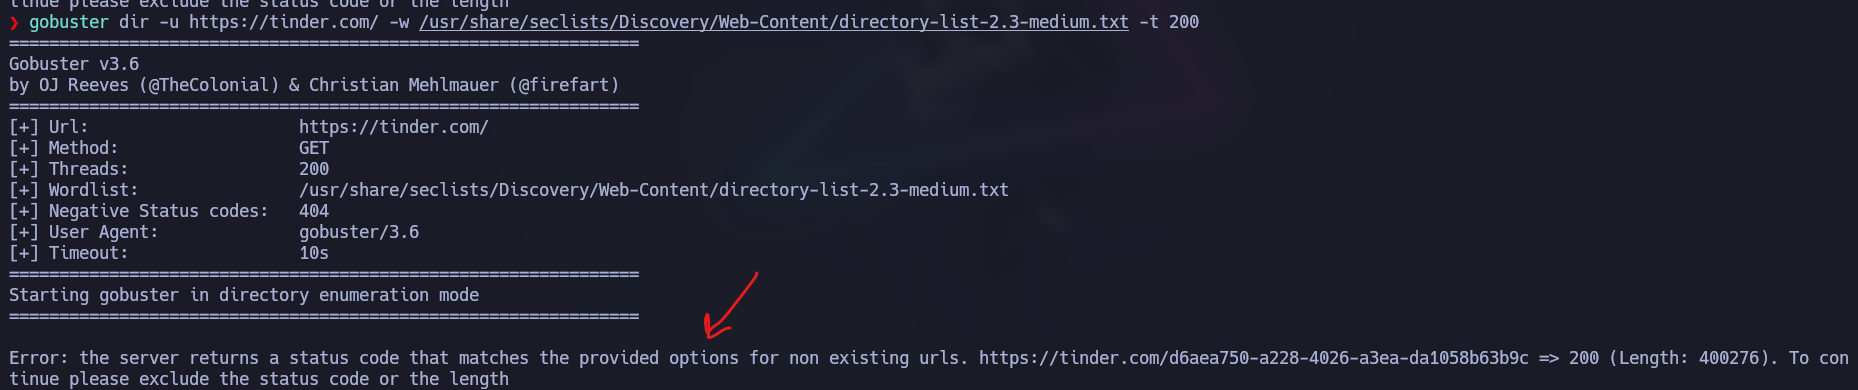 tinue please exclude the status code or the length
❯ gobuster dir -u https://tinder.com/ -w /usr/share/seclists/Discovery/Web-Content/directory-list-2.3-medium.txt -t 200
===============================================================
Gobuster v3.6
by OJ Reeves (@TheColonial) & Christian Mehlmauer (@firefart)
===============================================================
[+] Url:                     https://tinder.com/
[+] Method:                  GET
[+] Threads:                 200
[+] Wordlist:                /usr/share/seclists/Discovery/Web-Content/directory-list-2.3-medium.txt
[+] Negative Status codes:   404
[+] User Agent:              gobuster/3.6
[+] Timeout:                 10s
===============================================================
Starting gobuster in directory enumeration mode
===============================================================
Error: the server returns a status code that matches the provided options for non existing urls. https://tinder.com/d6aea750-a228-4026-a3ea-da1058b63b9c => 200 (Length: 400276). To con
tinue please exclude the status code or the length